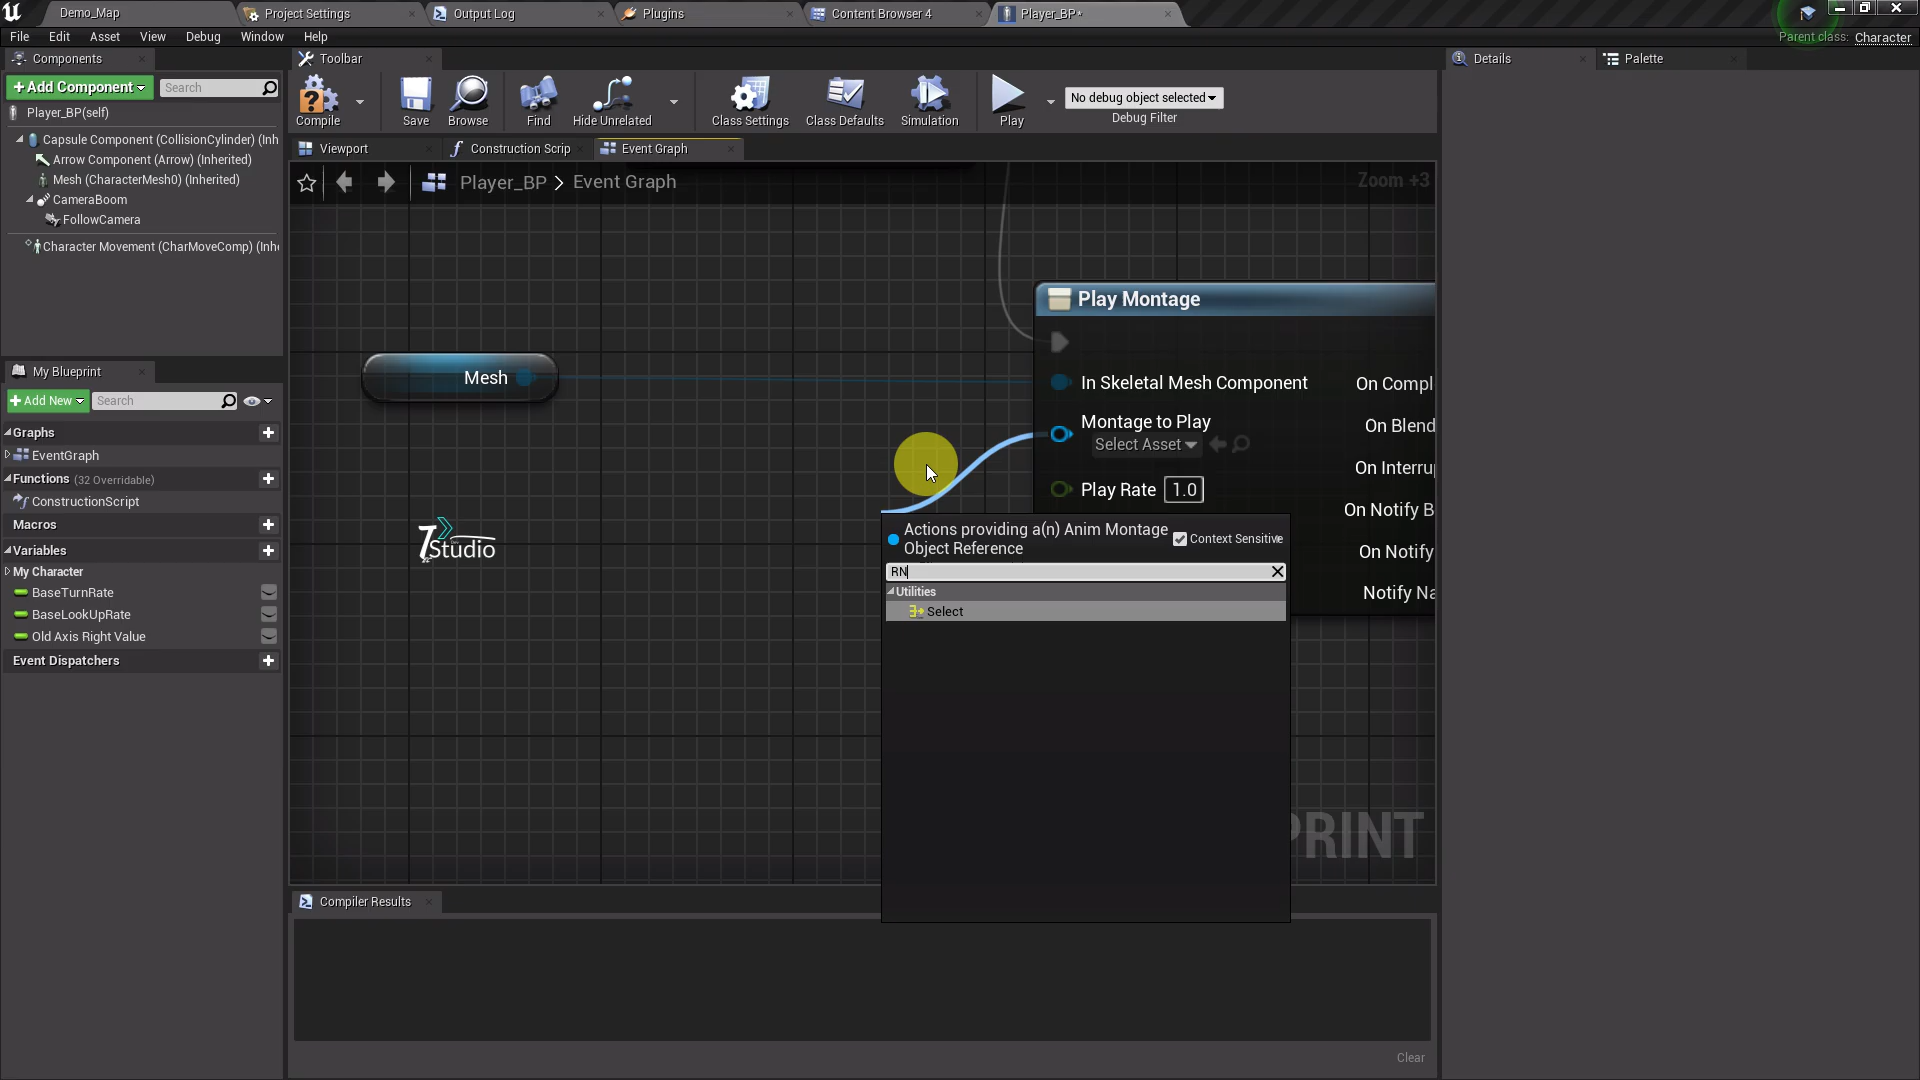 Demo_Map
Project Settings
Output Log
Plugins
Content Browser 4
Player_BP*
File Edit Asset View Debug Window Help
Parent class: Character
Components
Toolbar
Details
Palette
+Add Component
Search
Compile
Save
Browse
Find
Hide Unrelated
Class Settings
Class Defaults
Simulation
Play
No debug object selected
Debug Filter
Player_BP(self)
Capsule Component (CollisionCylinder) (Inh
Arrow Component (Arrow) (Inherited)
Mesh (CharacterMesh0) (Inherited)
CameraBoom
FollowCamera
Character Movement (CharMoveComp) (Inh
Viewport
Construction Scrip
Event Graph
Player_BP > Event Graph
Zoom +3
My Blueprint
+Add New
Search
Graphs
EventGraph
Functions (32 Overridable)
ConstructionScript
Macros
Variables
My Character
BaseTurnRate
BaseLookUpRate
Old Axis Right Value
Event Dispatchers
Mesh
Play Montage
In Skeletal Mesh Component
On Compl
Montage to Play
Select Asset
On Blend
On Interru
Play Rate 1.0
On Notify B
On Notify
Notify Na
Studio
Actions providing a(n) Anim Montage
Object Reference
Context Sensitive
RN
Utilities
Select
PRINT
Compiler Results
Clear